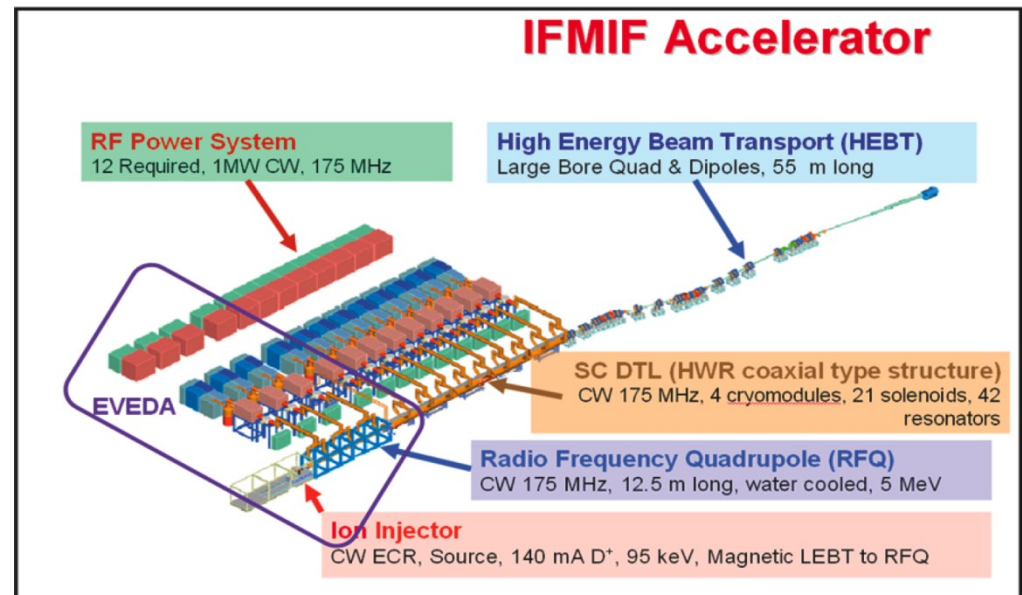 IFMIF Accelerator
RF Power System
12 Required, 1MW CW, 175 MHz
High Energy Beam Transport (HEBT)
Large Bore Quad & Dipoles, 55 m long
SC DTL (HWR coaxial type structure)
CW 175 MHz, 4 cryomodules, 21 solenoids, 42
resonators
EVEDA
Radio Frequency Quadrupole (RFQ)
CW 175 MHz, 12.5 m long, water cooled, 5 MeV
Ion Injector
CW ECR, Source, 140 mA D⁺, 95 keV, Magnetic LEBT to RFQ